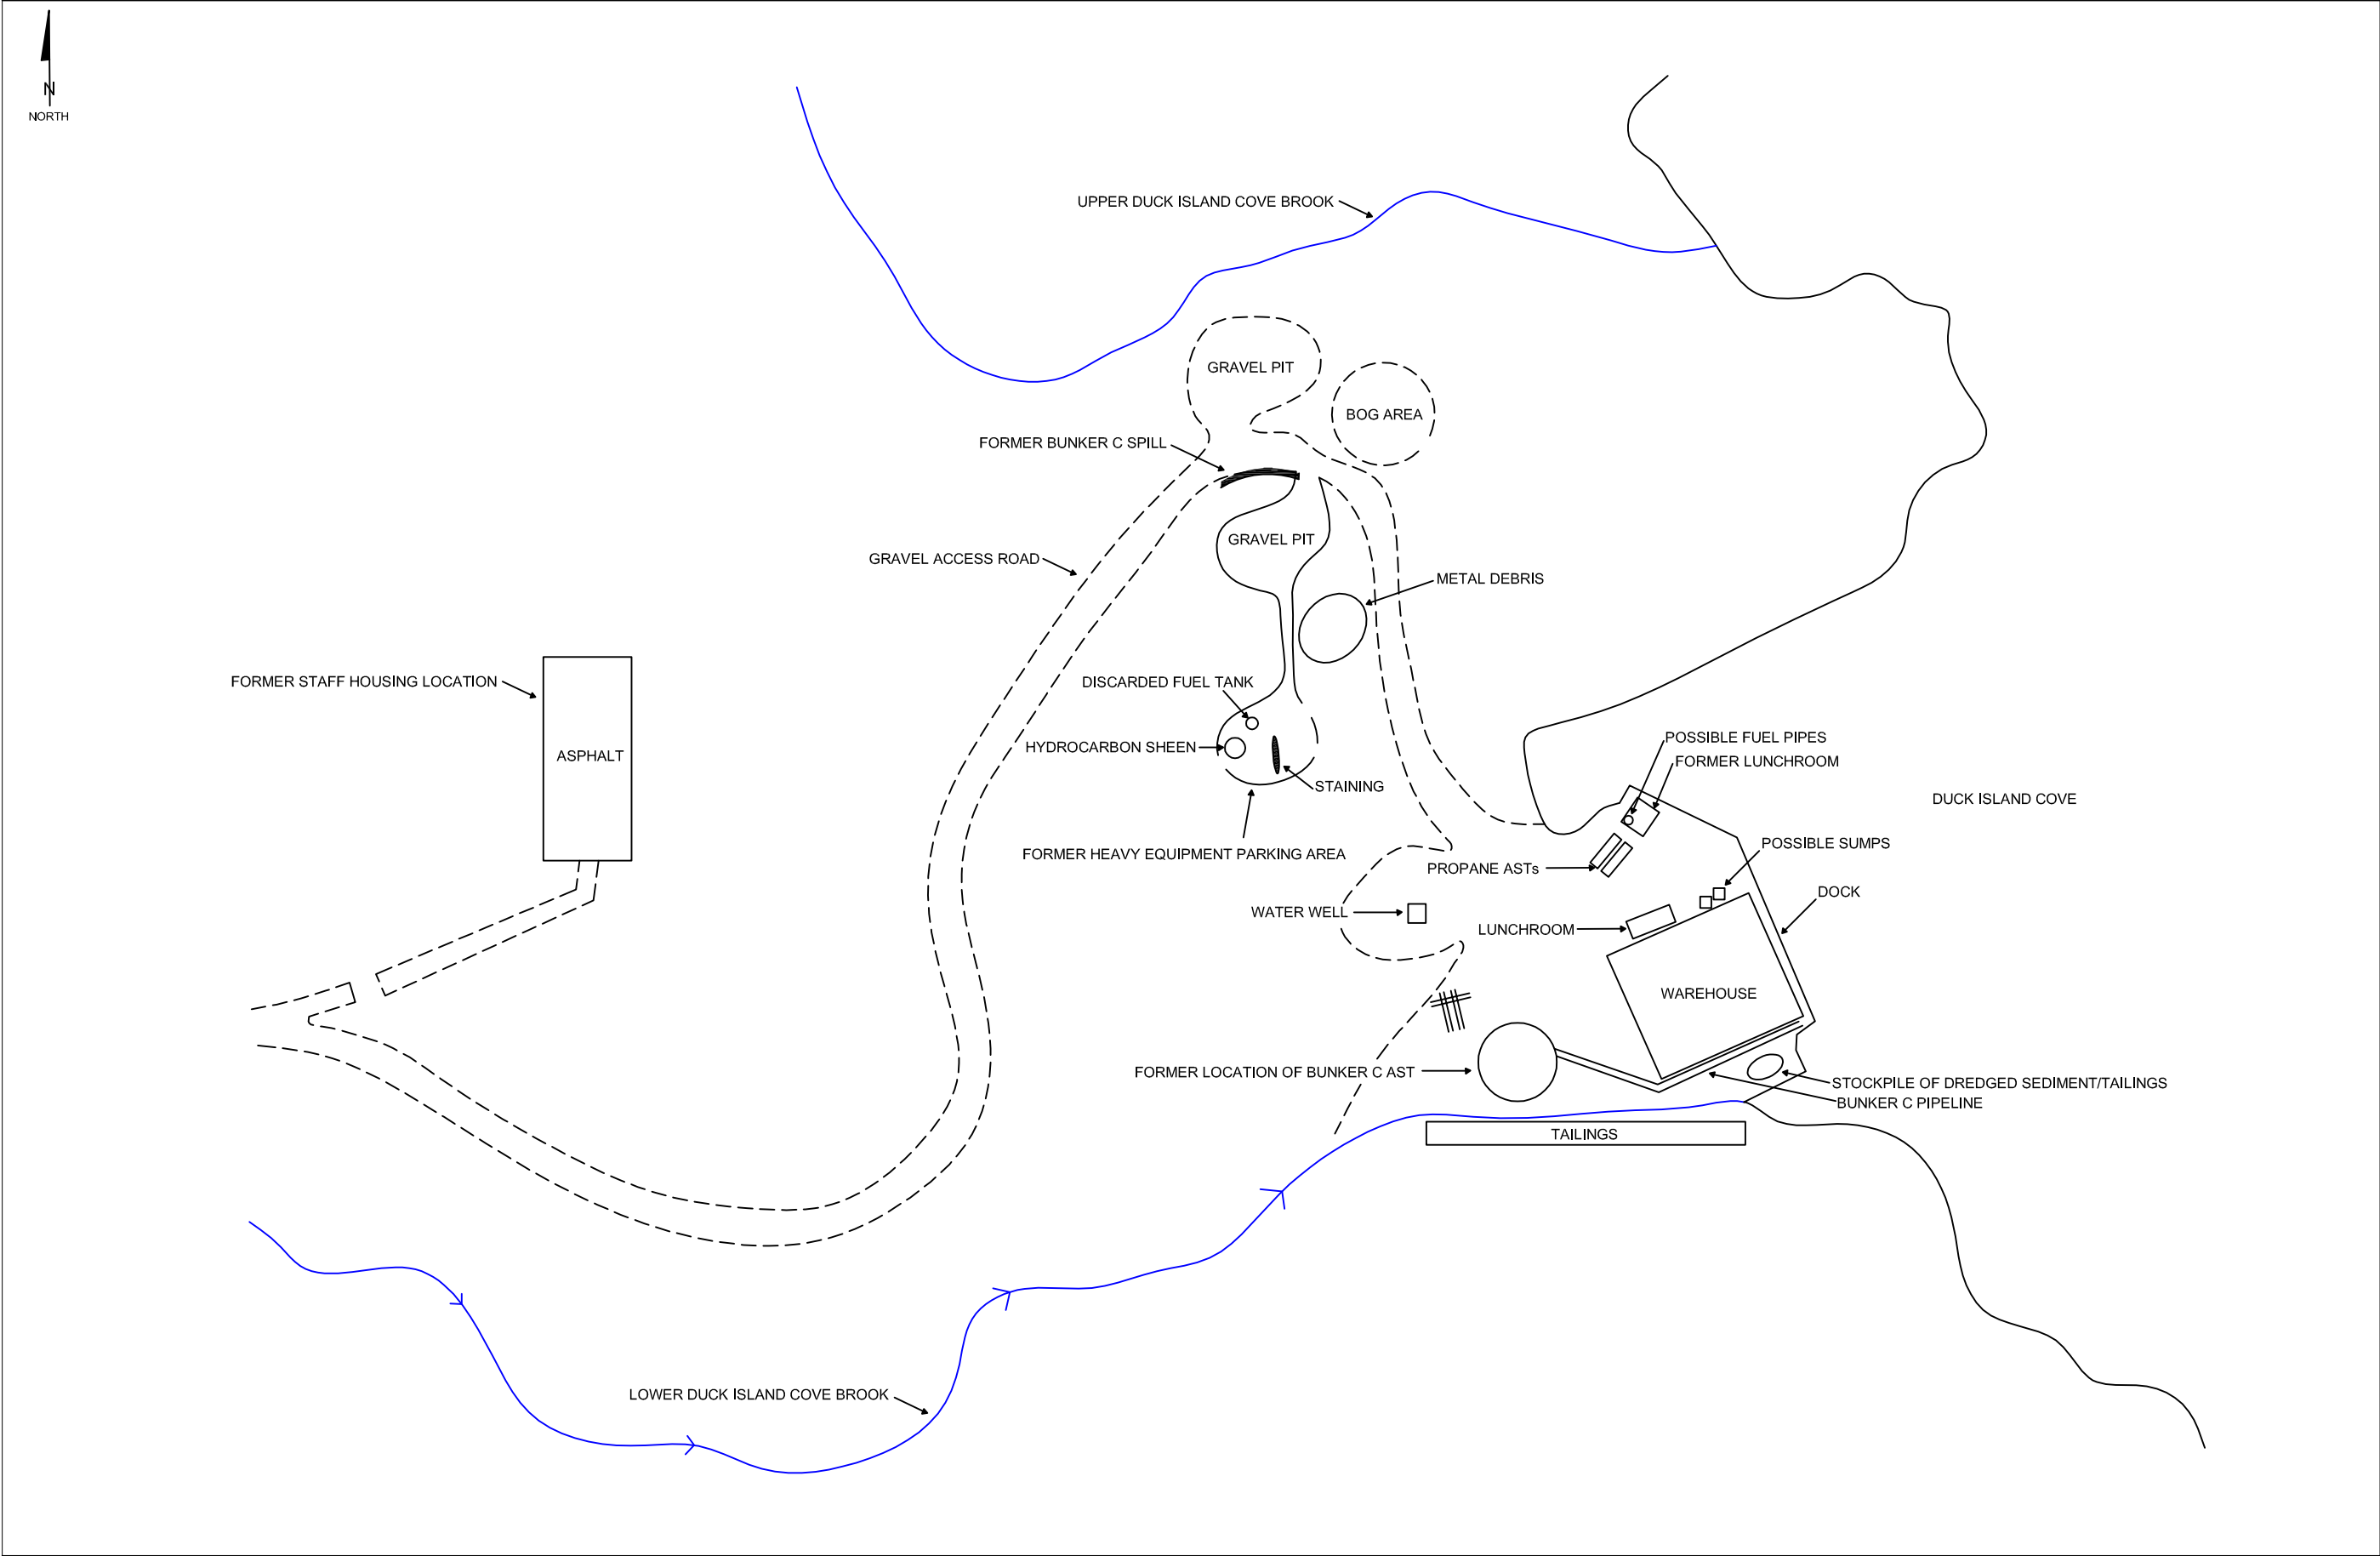 N
NORTH
UPPER DUCK ISLAND COVE BROOK
GRAVEL PIT
BOG AREA
FORMER BUNKER C SPILL
GRAVEL PIT
GRAVEL ACCESS ROAD
METAL DEBRIS
FORMER STAFF HOUSING LOCATION
DISCARDED FUEL TANK
POSSIBLE FUEL PIPES
HYDROCARBON SHEEN
ASPHALT
FORMER LUNCHROOM
STAINING
DUCK ISLAND COVE
POSSIBLE SUMPS
FORMER HEAVY EQUIPMENT PARKING AREA
PROPANE ASTs
DOCK
WATER WELL
LUNCHROOM
WAREHOUSE
FORMER LOCATION OF BUNKER C AST
STOCKPILE OF DREDGED SEDIMENT/TAILINGS
BUNKER C PIPELINE
TAILINGS
LOWER DUCK ISLAND COVE BROOK